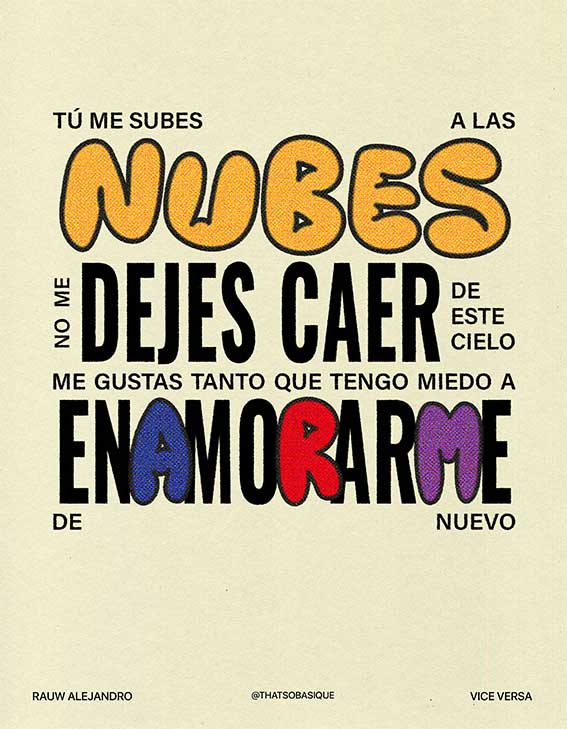 TÚ ME SUBES A LAS
NUBES
NO ME DEJES CAER DE
ESTE
CIELO
ME GUSTAS TANTO QUE TENGO MIEDO A
ENAMORARME
DE NUEVO
RAUW ALEJANDRO @THATSOBASIQUE VICE VERSA